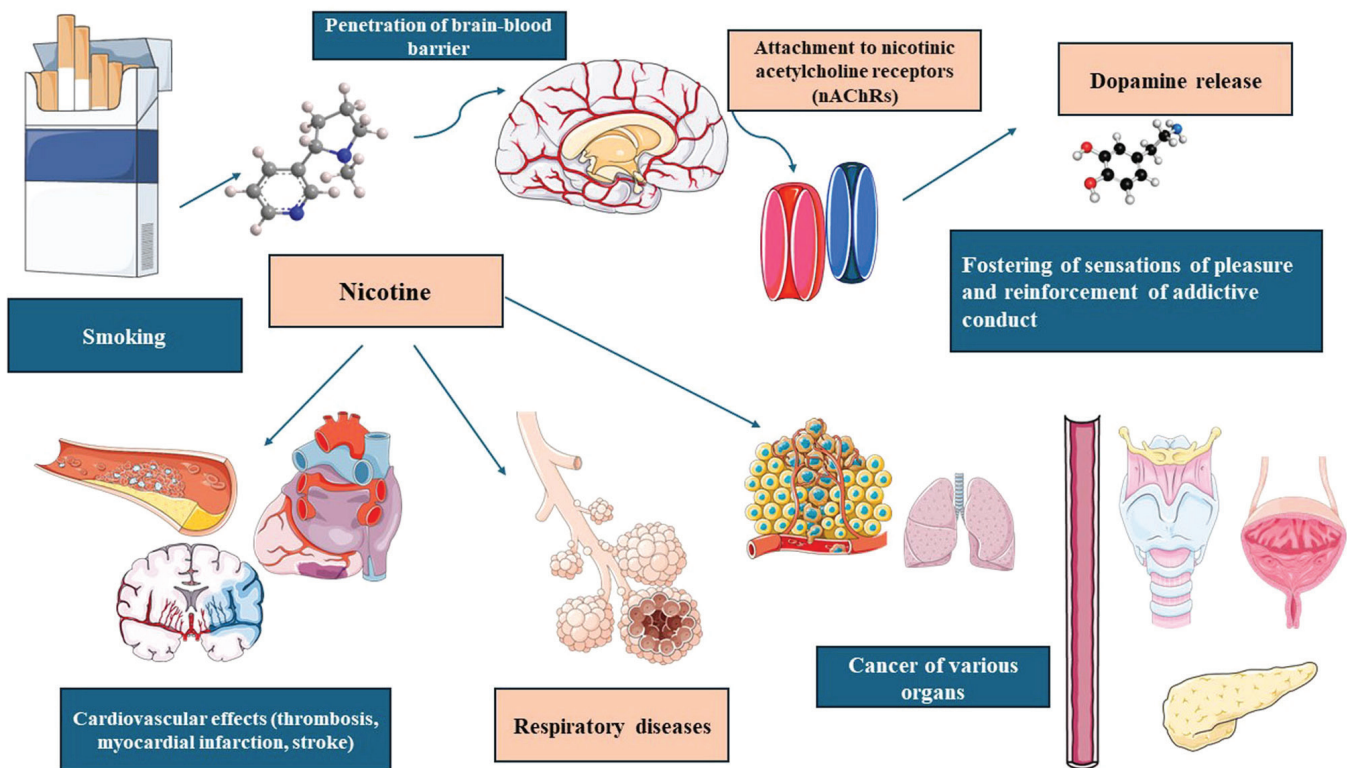 Penetration of brain-blood
barrier
Attachment to nicotinic
acetylcholine receptors
(nAChRs)
Dopamine release
Fostering of sensations of pleasure
and reinforcement of addictive
conduct
Nicotine
Smoking
Cancer of various
organs
Cardiovascular effects (thrombosis,
myocardial infarction, stroke)
Respiratory diseases